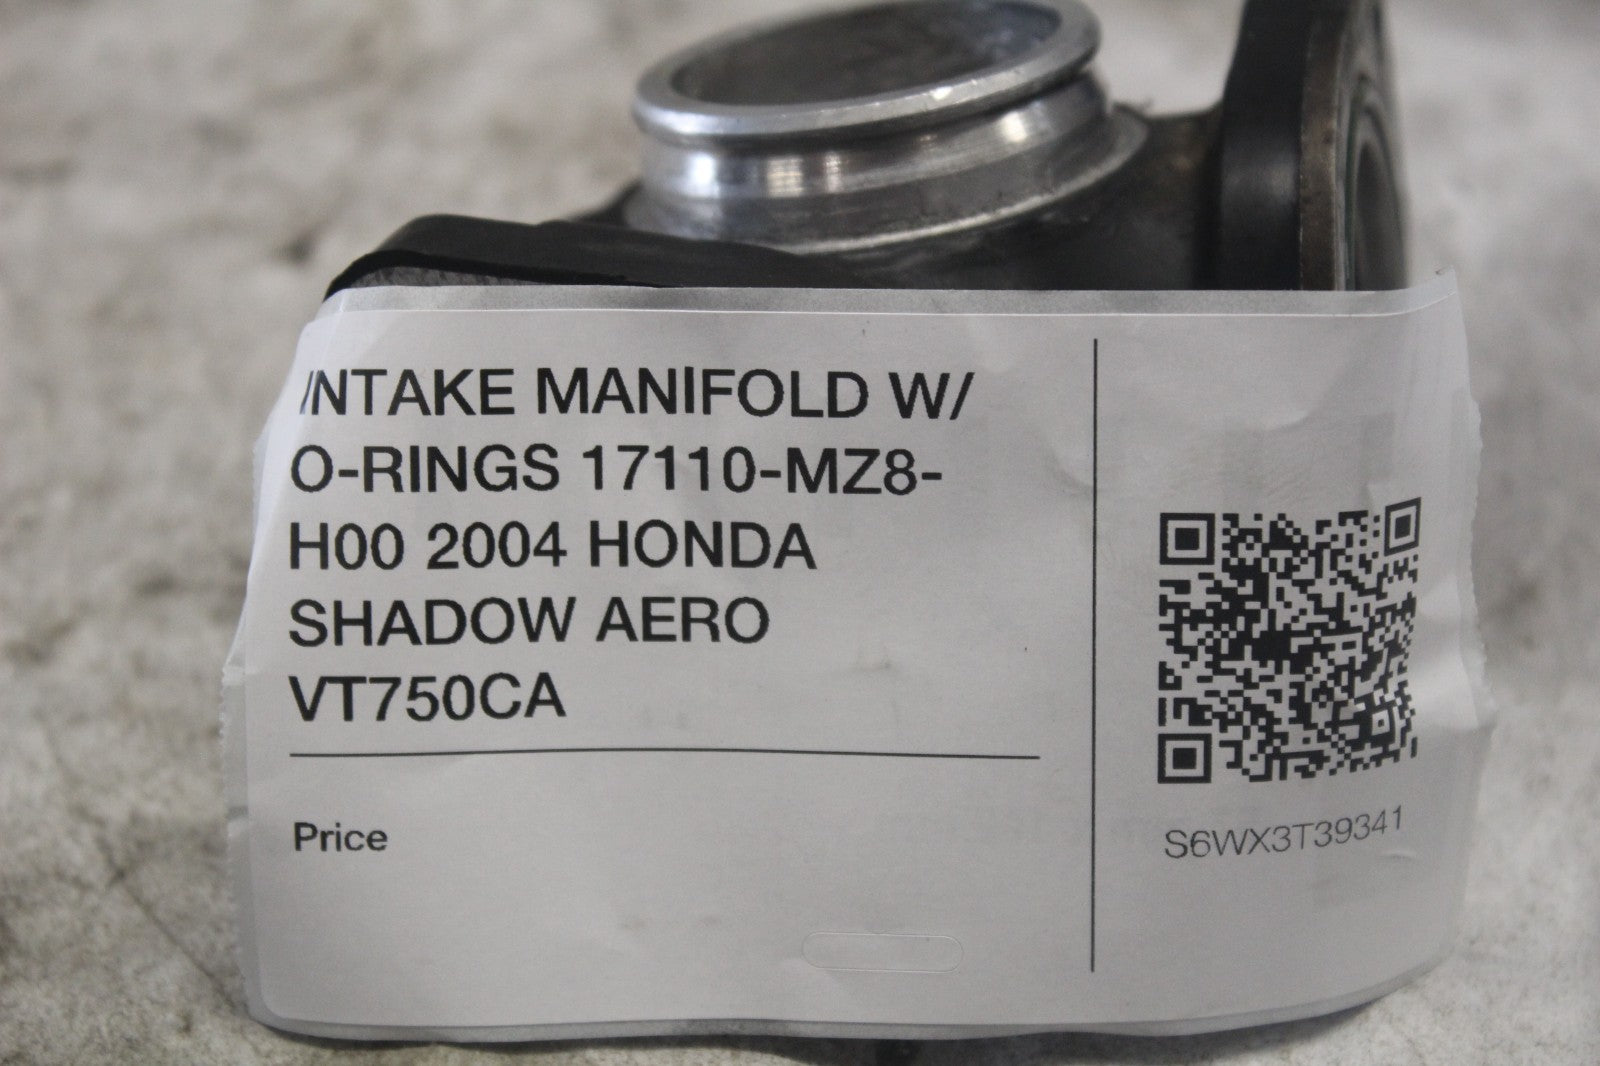 INTAKE MANIFOLD W/
O-RINGS 17110-MZ8-
H00 2004 HONDA
SHADOW AERO
VT750CA
Price
S6WX3T39341